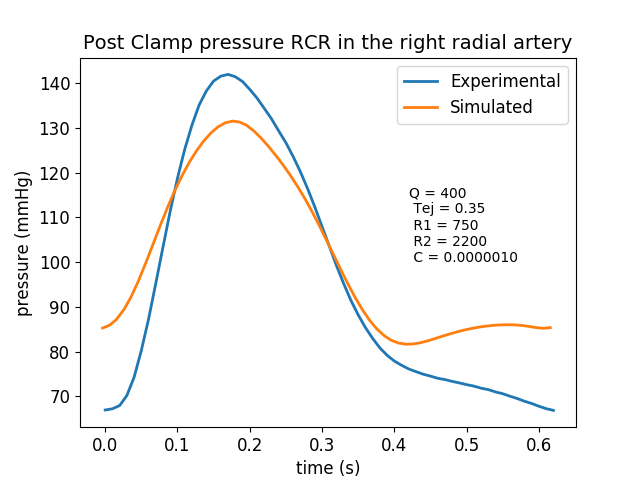 Post Clamp pressure RCR in the right radial artery
Experimental
Simulated
Q = 400
Tej = 0.35
R1 = 750
R2 = 2200
C = 0.0000010
pressure (mmHg)
140
130
120
110
100
90
80
70
0.0 0.1 0.2 0.3 0.4 0.5 0.6
time (s)